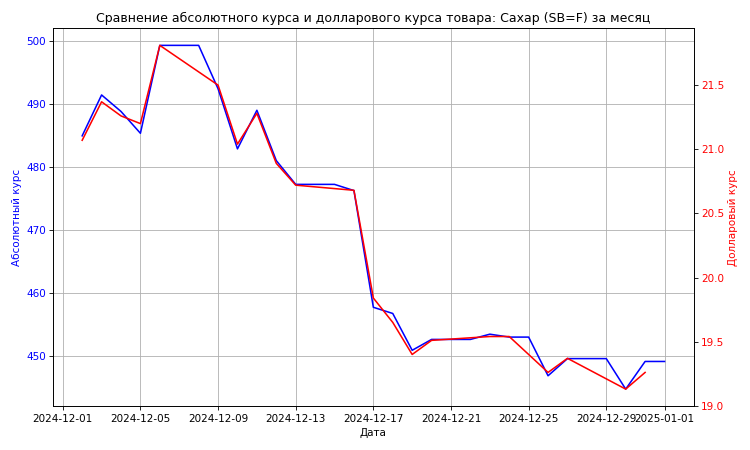 Сравнение абсолютного курса и долларового курса товара: Сахар (SB=F) за месяц
500
490
480
470
460
450
Абсолютный курс
21.5
21.0
20.5
20.0
19.5
19.0
Долларовый курс
2024-12-01 2024-12-05 2024-12-09 2024-12-13 2024-12-17 2024-12-21 2024-12-25 2024-12-29 2025-01-01
Дата